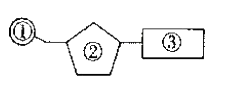 ① ② ③